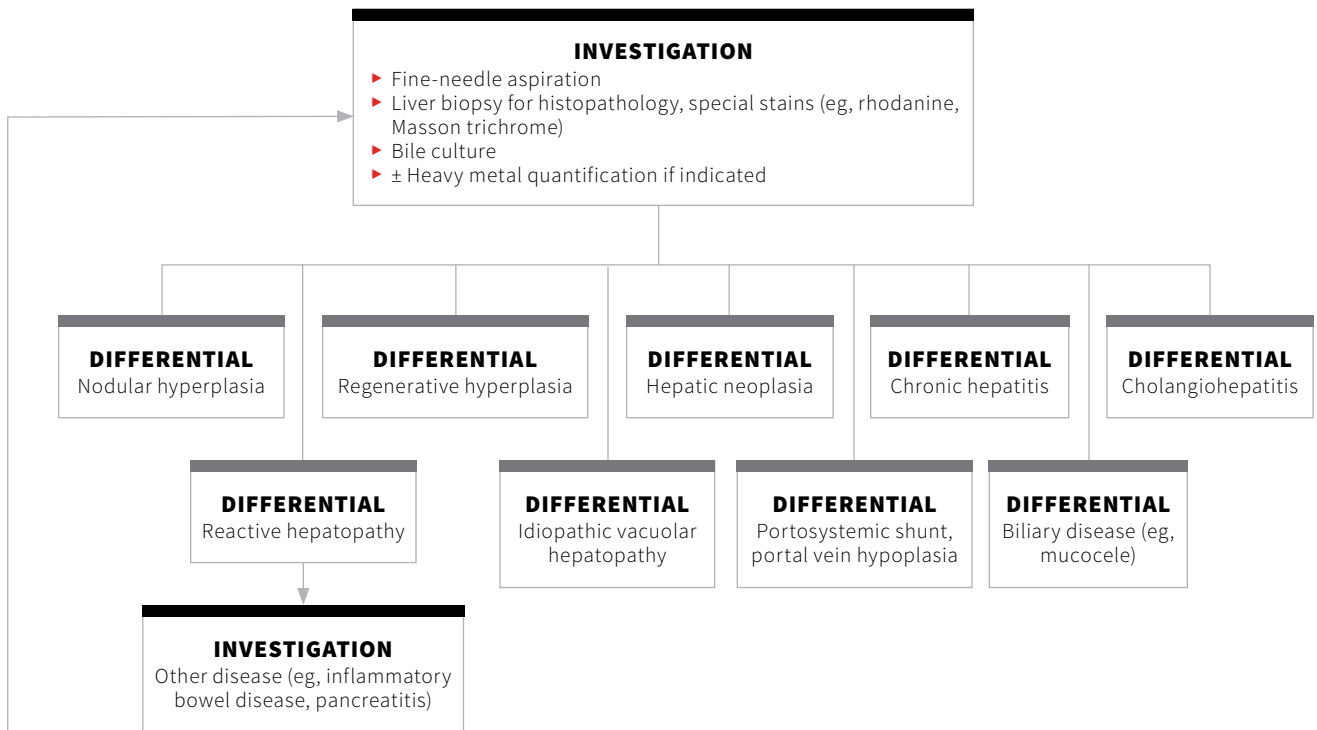 INVESTIGATION
▶ Fine-needle aspiration
▶ Liver biopsy for histopathology, special stains (eg, rhodanine,
Masson trichrome)
▶ Bile culture
▶ ± Heavy metal quantification if indicated
DIFFERENTIAL
Nodular hyperplasia
DIFFERENTIAL
Regenerative hyperplasia
DIFFERENTIAL
Hepatic neoplasia
DIFFERENTIAL
Chronic hepatitis
DIFFERENTIAL
Cholangiohepatitis
DIFFERENTIAL
Reactive hepatopathy
DIFFERENTIAL
Idiopathic vacuolar
hepatopathy
DIFFERENTIAL
Portosystemic shunt,
portal vein hypoplasia
DIFFERENTIAL
Biliary disease (eg,
mucocele)
INVESTIGATION
Other disease (eg, inflammatory
bowel disease, pancreatitis)